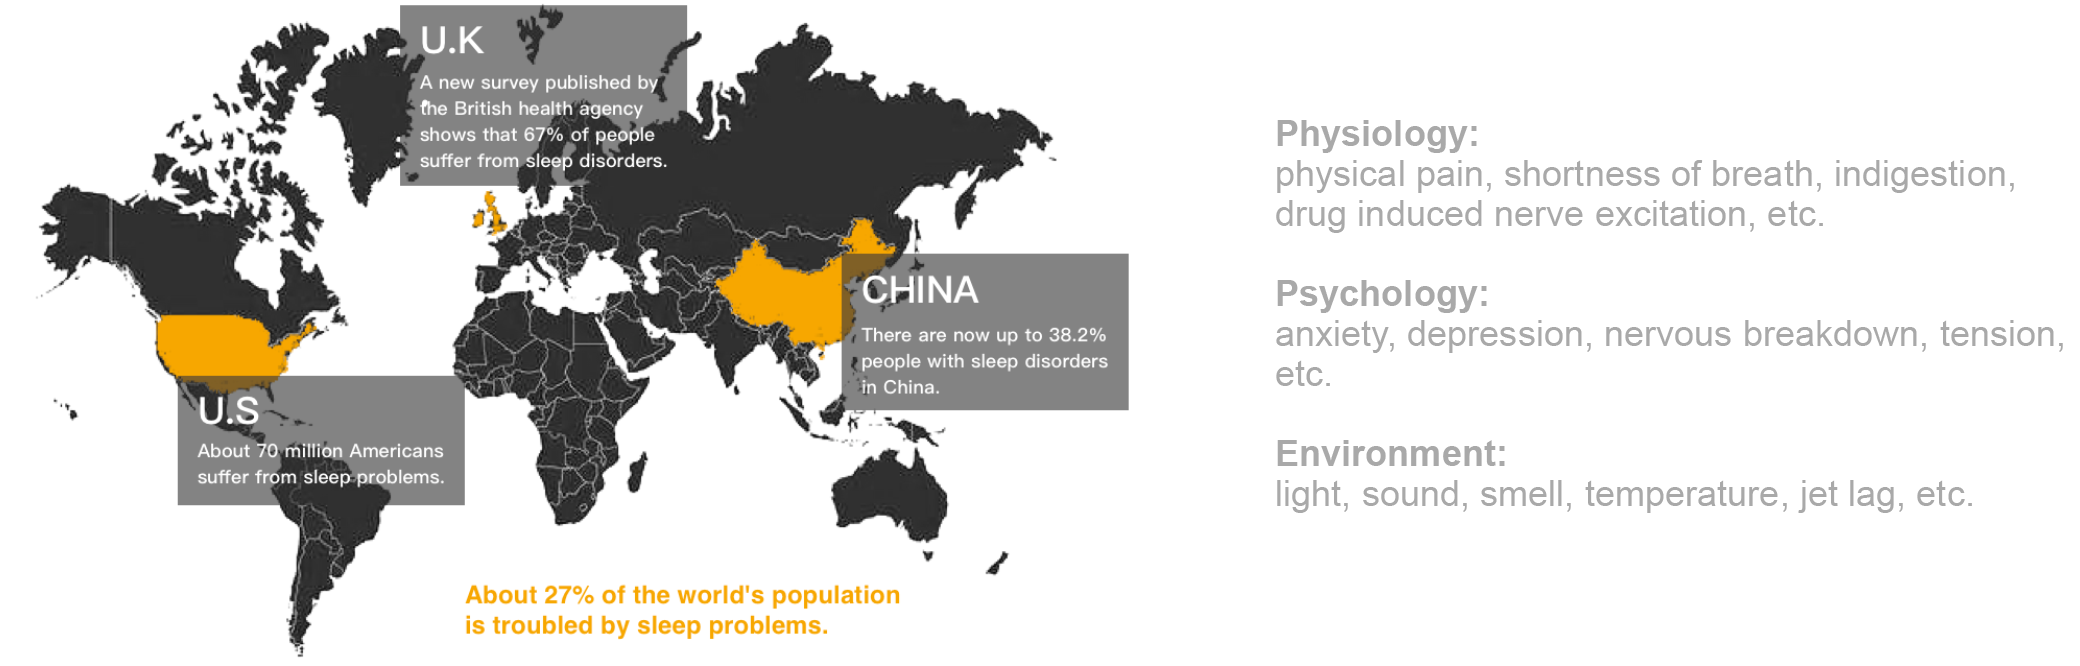 U.K
A new survey published by
the British health agency
shows that 67% of people
suffer from sleep disorders.
CHINA
There are now up to 38.2%
people with sleep disorders
in China.
U.S
About 70 million Americans
suffer from sleep problems.
About 27% of the world's population
is troubled by sleep problems.
Physiology:
physical pain, shortness of breath, indigestion,
drug induced nerve excitation, etc.
Psychology:
anxiety, depression, nervous breakdown, tension,
etc.
Environment:
light, sound, smell, temperature, jet lag, etc.